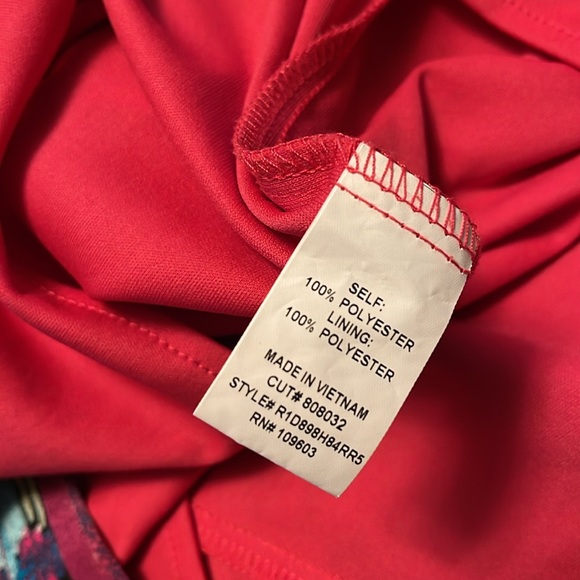 SELF:
100% POLYESTER
LINING:
100% POLYESTER
MADE IN VIETNAM
CUT# 808032
STYLE# R1D898H84RR5
RN# 109603